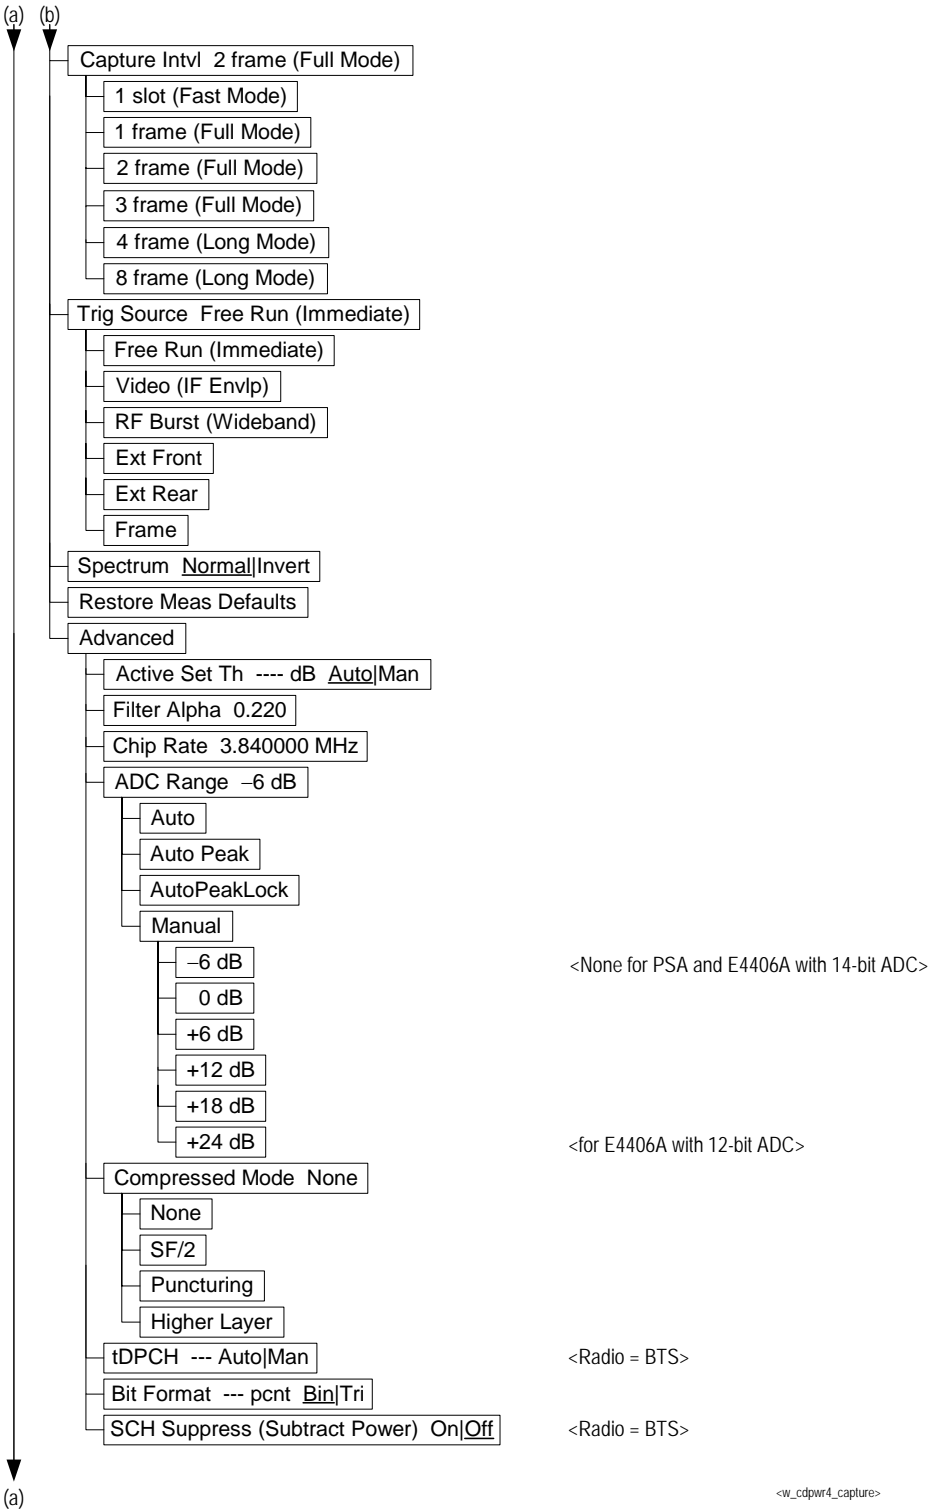 (a) (b)
Capture Intvl 2 frame (Full Mode)
1 slot (Fast Mode)
1 frame (Full Mode)
2 frame (Full Mode)
3 frame (Full Mode)
4 frame (Long Mode)
8 frame (Long Mode)
Trig Source Free Run (Immediate)
Free Run (Immediate)
Video (IF Envlp)
RF Burst (Wideband)
Ext Front
Ext Rear
Frame
Spectrum Normal|Invert
Restore Meas Defaults
Advanced
Active Set Th ---- dB Auto|Man
Filter Alpha 0.220
Chip Rate 3.840000 MHz
ADC Range −6 dB
Auto
Auto Peak
AutoPeakLock
Manual
−6 dB <None for PSA and E4406A with 14-bit ADC>
0 dB
+6 dB
+12 dB
+18 dB
+24 dB <for E4406A with 12-bit ADC>
Compressed Mode None
None
SF/2
Puncturing
Higher Layer
tDPCH --- Auto|Man <Radio = BTS>
Bit Format --- pcnt Bin|Tri
SCH Suppress (Subtract Power) On|Off <Radio = BTS>
(a) <w_cdpwr4_capture>